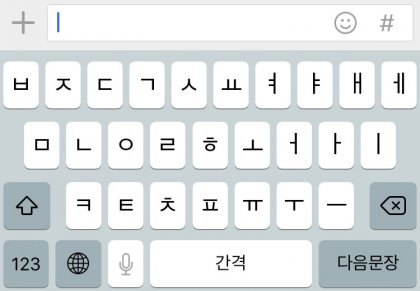 #
ㅂ ㅈ ㄷ ㄱ ㅅ ㅛ ㅕ ㅑ ㅐ ㅔ
ㅁ ㄴ ㅇ ㄹ ㅎ ㅗ ㅓ ㅏ ㅣ
ㅋ ㅌ ㅊ ㅍ ㅠ ㅜ ㅡ
123 간격 다음문장